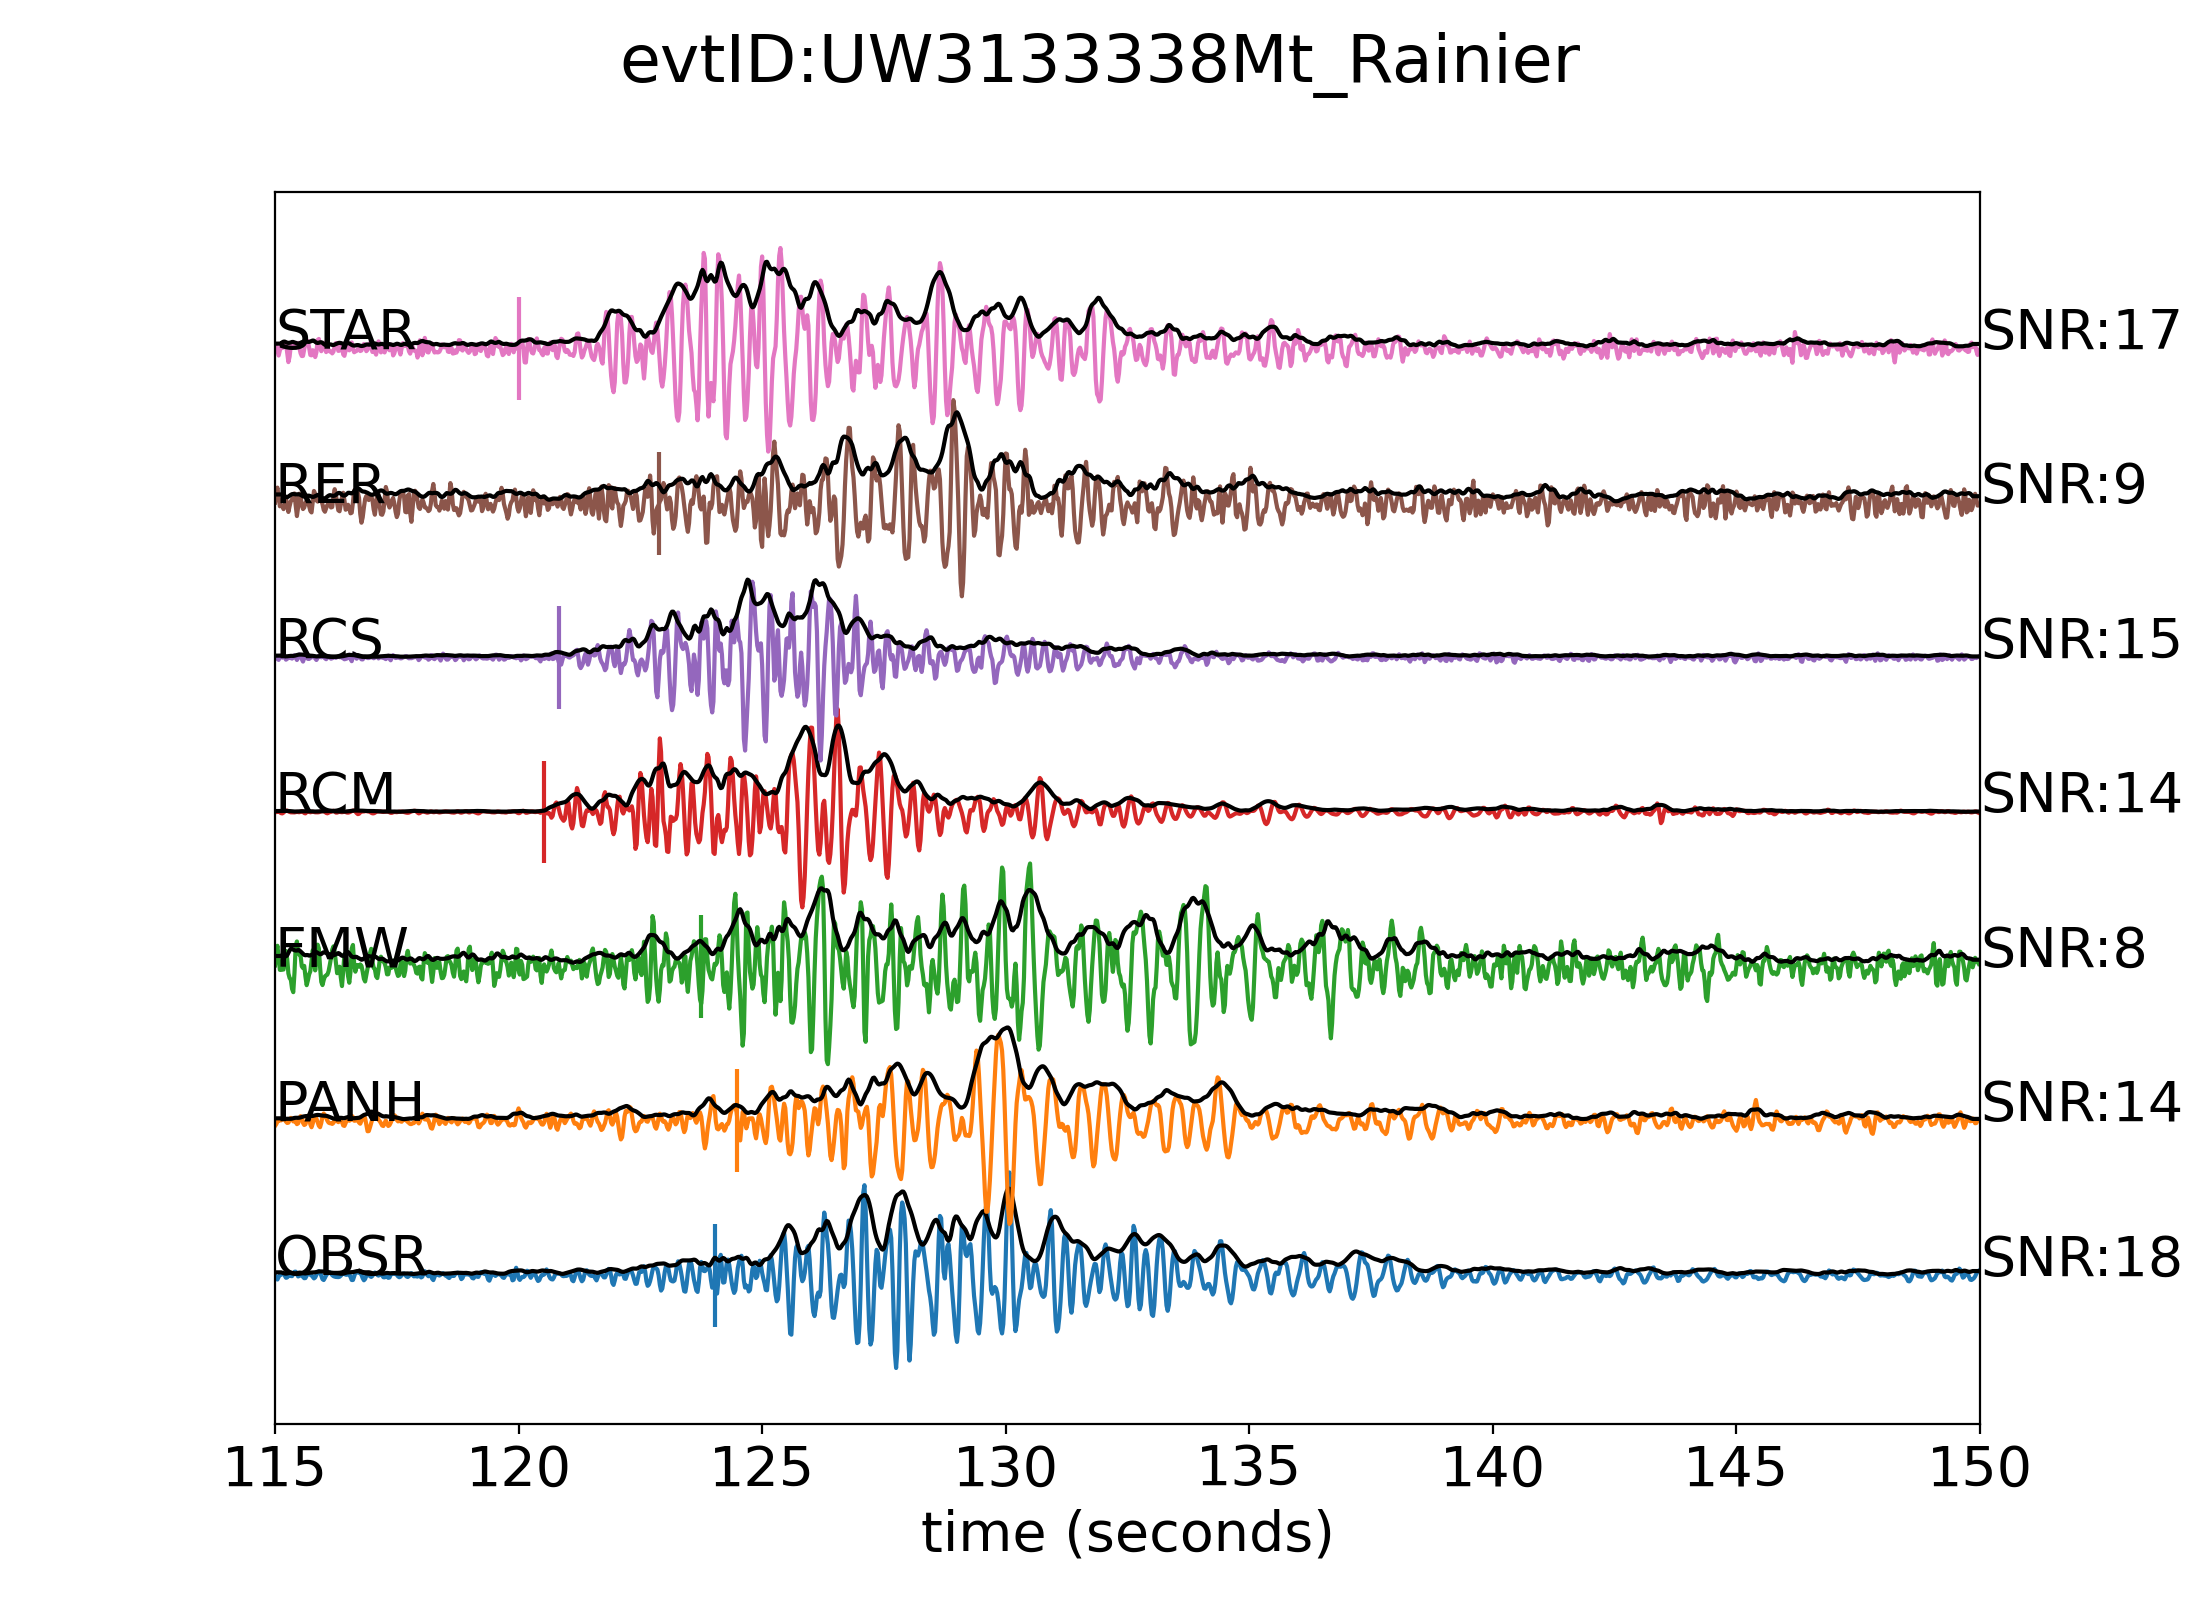 evtID:UW3133338Mt_Rainier
STAR SNR:17
RER SNR:9
RCS SNR:15
RCM SNR:14
FMW SNR:8
PANH SNR:14
OBSR SNR:18
115 120 125 130 135 140 145 150
time (seconds)